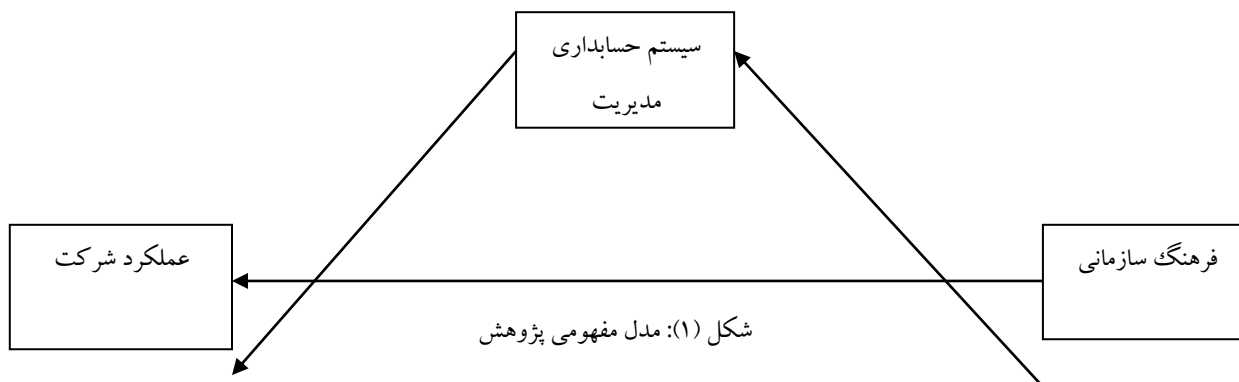 سیستم حسابداری
مدیریت
فرهنگ سازمانی
عملکرد شرکت
شکل (۱): مدل مفهومی پژوهش